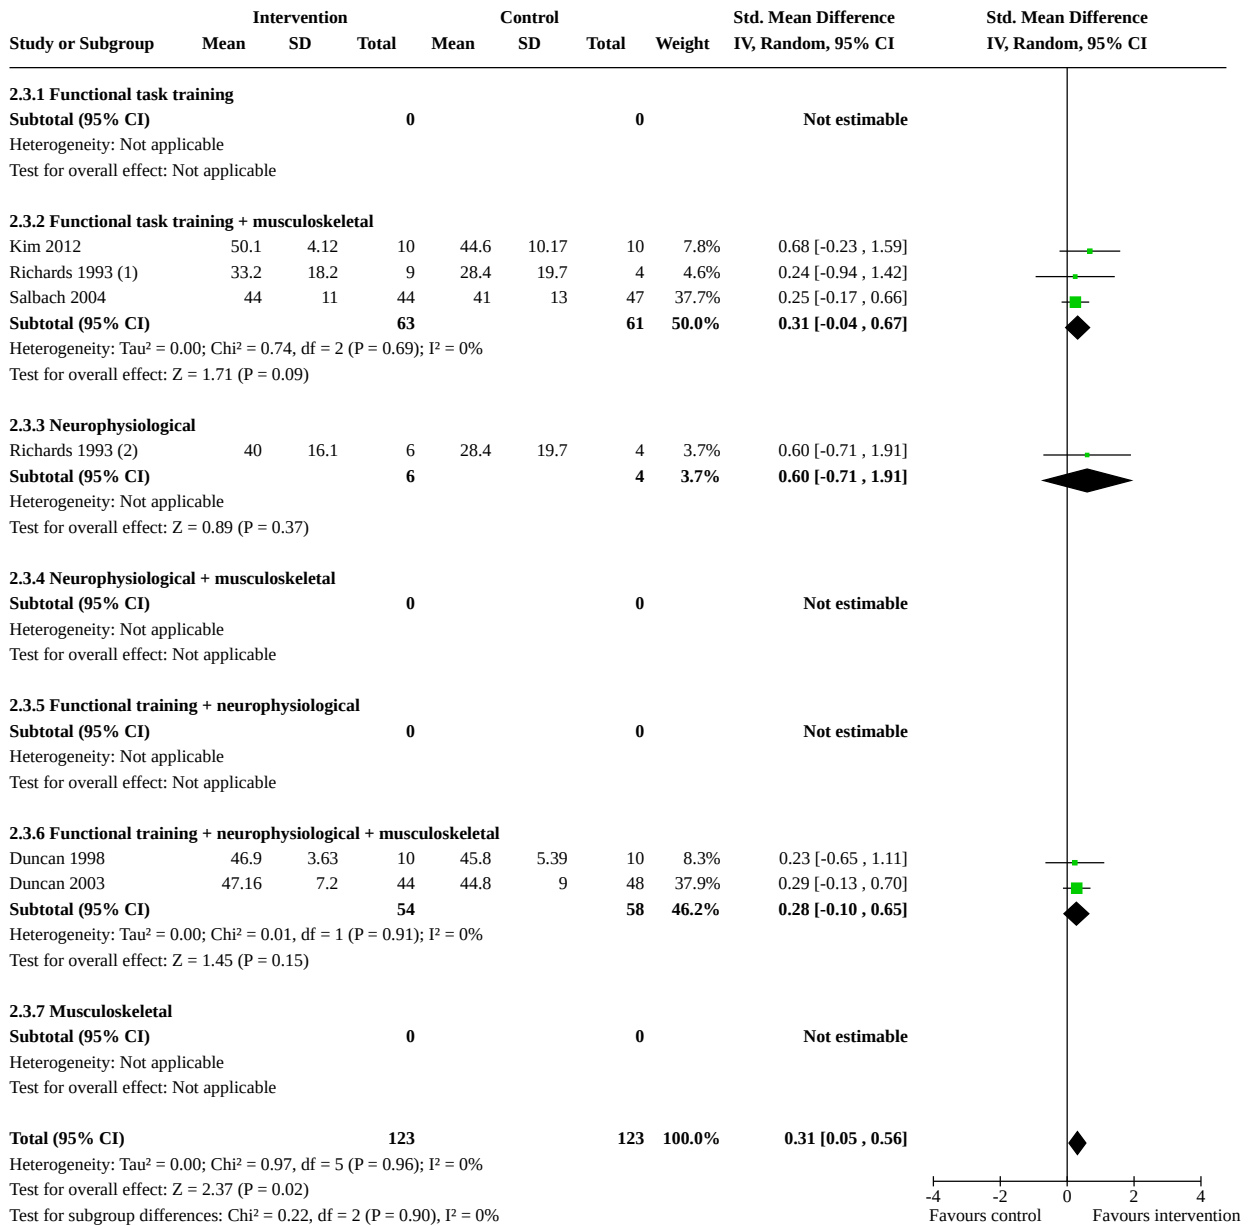 Intervention Control Std. Mean Difference Std. Mean Difference
Study or Subgroup Mean SD Total Mean SD Total Weight IV, Random, 95% CI IV, Random, 95% CI
2.3.1 Functional task training
Subtotal (95% CI) 0 0 Not estimable
Heterogeneity: Not applicable
Test for overall effect: Not applicable
2.3.2 Functional task training + musculoskeletal
Kim 2012 50.1 4.12 10 44.6 10.17 10 7.8% 0.68 [-0.23 , 1.59]
Richards 1993 (1) 33.2 18.2 9 28.4 19.7 4 4.6% 0.24 [-0.94 , 1.42]
Salbach 2004 44 11 44 41 13 47 37.7% 0.25 [-0.17 , 0.66]
Subtotal (95% CI) 63 61 50.0% 0.31 [-0.04 , 0.67]
Heterogeneity: Tau² = 0.00; Chi² = 0.74, df = 2 (P = 0.69); I² = 0%
Test for overall effect: Z = 1.71 (P = 0.09)
2.3.3 Neurophysiological
Richards 1993 (2) 40 16.1 6 28.4 19.7 4 3.7% 0.60 [-0.71 , 1.91]
Subtotal (95% CI) 6 4 3.7% 0.60 [-0.71 , 1.91]
Heterogeneity: Not applicable
Test for overall effect: Z = 0.89 (P = 0.37)
2.3.4 Neurophysiological + musculoskeletal
Subtotal (95% CI) 0 0 Not estimable
Heterogeneity: Not applicable
Test for overall effect: Not applicable
2.3.5 Functional training + neurophysiological
Subtotal (95% CI) 0 0 Not estimable
Heterogeneity: Not applicable
Test for overall effect: Not applicable
2.3.6 Functional training + neurophysiological + musculoskeletal
Duncan 1998 46.9 3.63 10 45.8 5.39 10 8.3% 0.23 [-0.65 , 1.11]
Duncan 2003 47.16 7.2 44 44.8 9 48 37.9% 0.29 [-0.13 , 0.70]
Subtotal (95% CI) 54 58 46.2% 0.28 [-0.10 , 0.65]
Heterogeneity: Tau² = 0.00; Chi² = 0.01, df = 1 (P = 0.91); I² = 0%
Test for overall effect: Z = 1.45 (P = 0.15)
2.3.7 Musculoskeletal
Subtotal (95% CI) 0 0 Not estimable
Heterogeneity: Not applicable
Test for overall effect: Not applicable
Total (95% CI) 123 123 100.0% 0.31 [0.05 , 0.56]
Heterogeneity: Tau² = 0.00; Chi² = 0.97, df = 5 (P = 0.96); I² = 0%
Test for overall effect: Z = 2.37 (P = 0.02)
Test for subgroup differences: Chi² = 0.22, df = 2 (P = 0.90), I² = 0%
-4 -2 0 2 4
Favours control Favours intervention